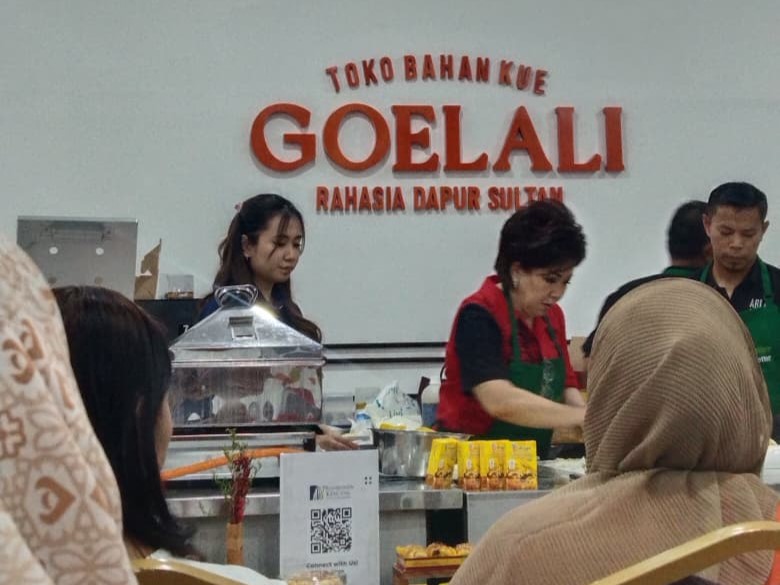 TOKO BAHAN KUE
GOELALI
RAHASIA DAPUR SULTAN
Connect with Us!